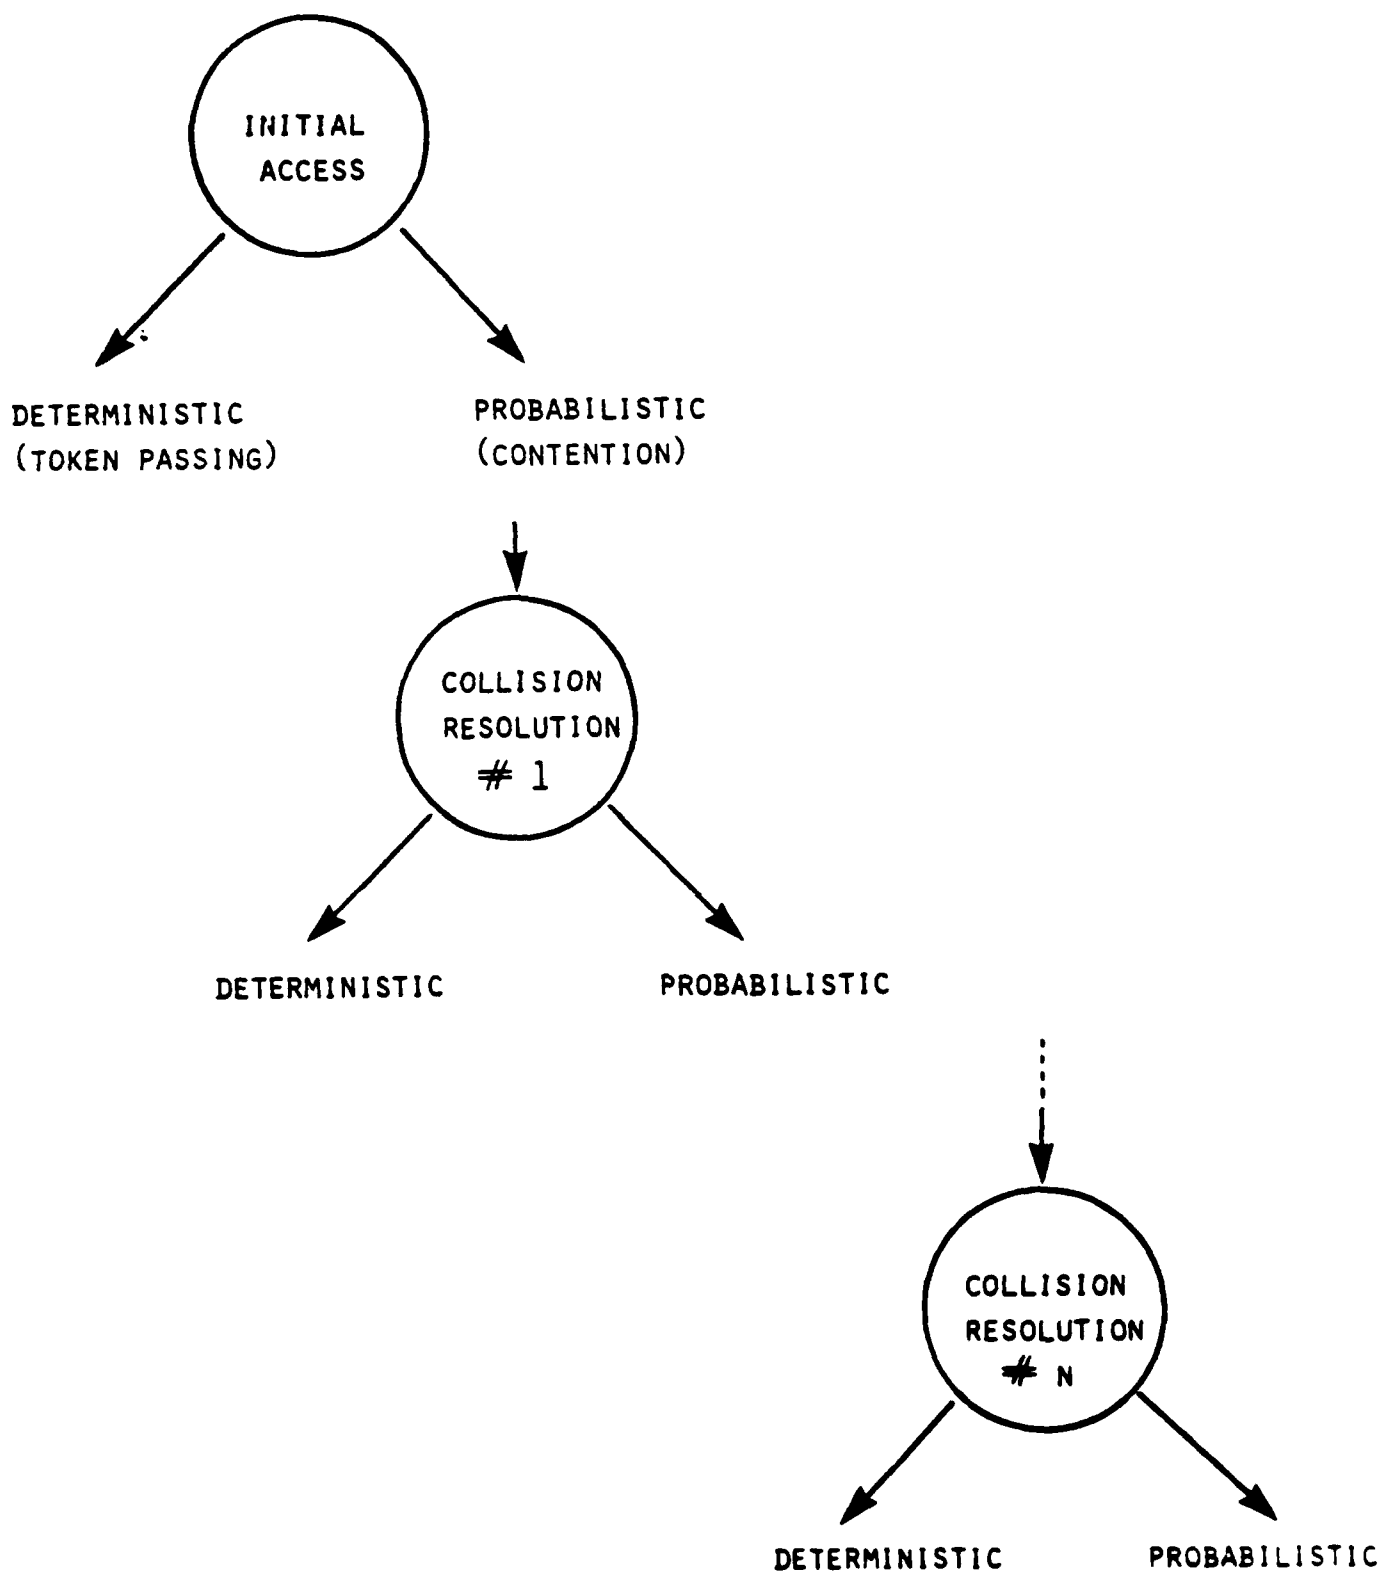 INITIAL
ACCESS
DETERMINISTIC
(TOKEN PASSING)
PROBABILISTIC
(CONTENTION)
COLLISION
RESOLUTION
# 1
DETERMINISTIC
PROBABILISTIC
COLLISION
RESOLUTION
# N
DETERMINISTIC
PROBABILISTIC